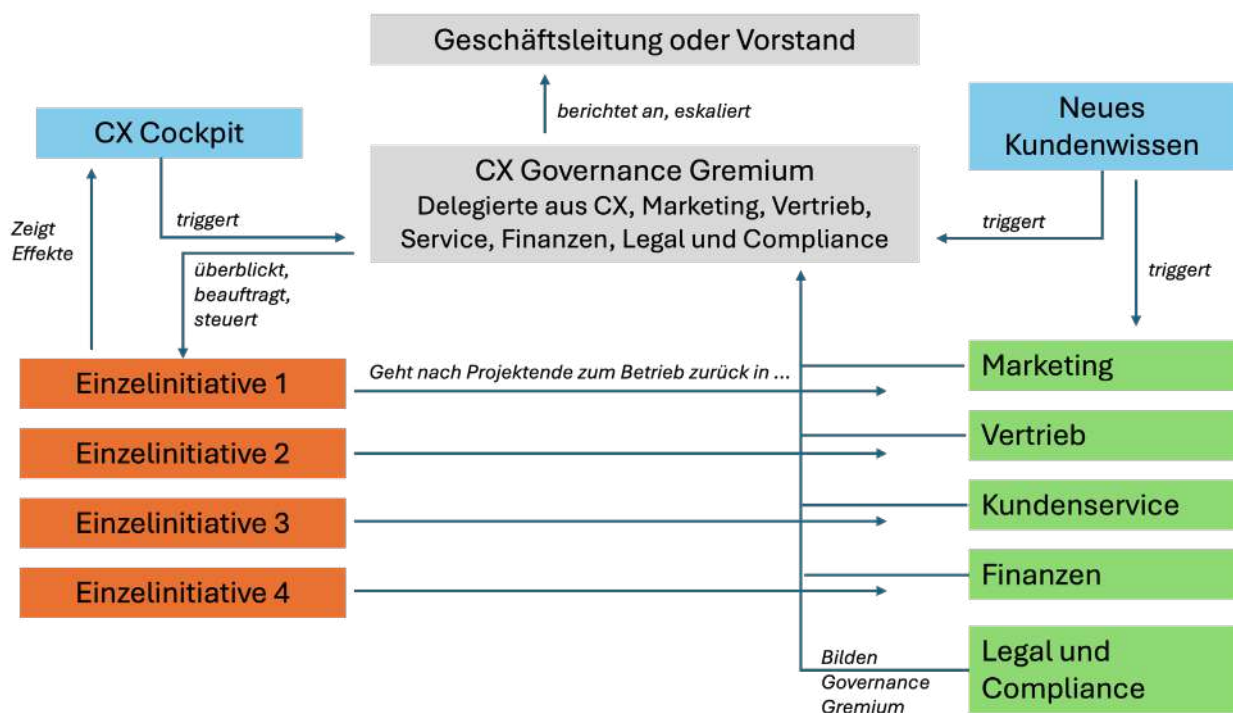 Geschäftsleitung oder Vorstand
berichtet an, eskaliert
CX Cockpit
Neues
Kundenwissen
CX Governance Gremium
Delegierte aus CX, Marketing, Vertrieb,
Service, Finanzen, Legal und Compliance
triggert
triggert
triggert
Zeigt
Effekte
überblickt,
beauftragt,
steuert
Einzelinitiative 1
Geht nach Projektende zum Betrieb zurück in ...
Marketing
Einzelinitiative 2
Vertrieb
Einzelinitiative 3
Kundenservice
Einzelinitiative 4
Finanzen
Bilden
Governance
Gremium
Legal und
Compliance